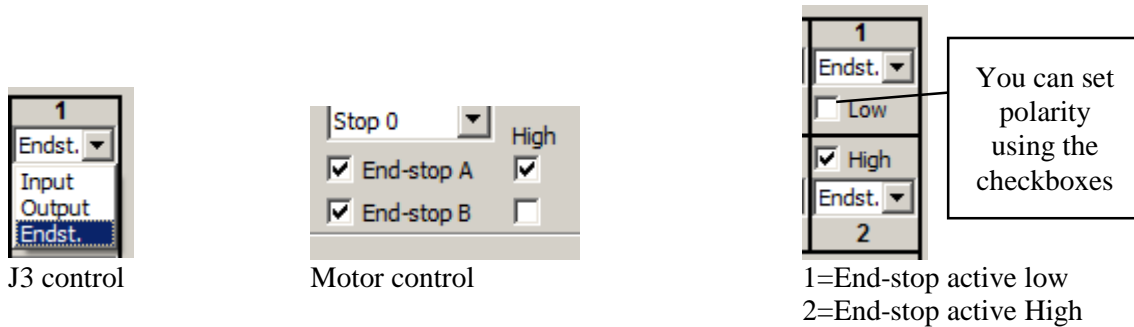 1
Endst.
Input
Output
Endst.
J3 control
Stop 0
High
End-stop A
End-stop B
Motor control
1
Endst.
Low
High
Endst.
2
You can set
polarity
using the
checkboxes
1=End-stop active low
2=End-stop active High